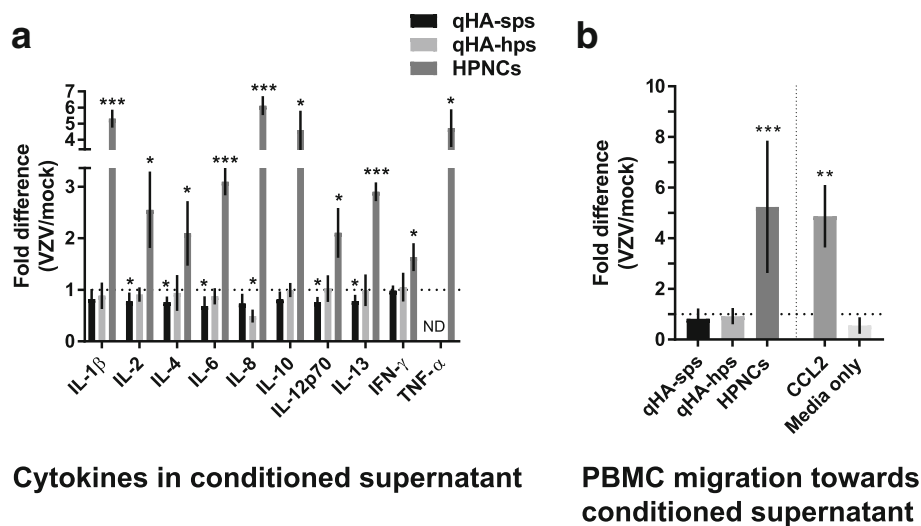 a
qHA-sps
qHA-hps
HPNCs
Fold difference
(VZV/mock)
7
6
5
4
3
2
1
0
***
*
*
***
***
*
*
***
*
*
*
*
*
*
*
ND
IL-1β
IL-2
IL-4
IL-6
IL-8
IL-10
IL-12p70
IL-13
IFN-γ
TNF-α
Cytokines in conditioned supernatant
b
Fold difference
(VZV/mock)
10
8
6
4
2
0
***
**
qHA-sps
qHA-hps
HPNCs
CCL2
Media only
PBMC migration towards
conditioned supernatant